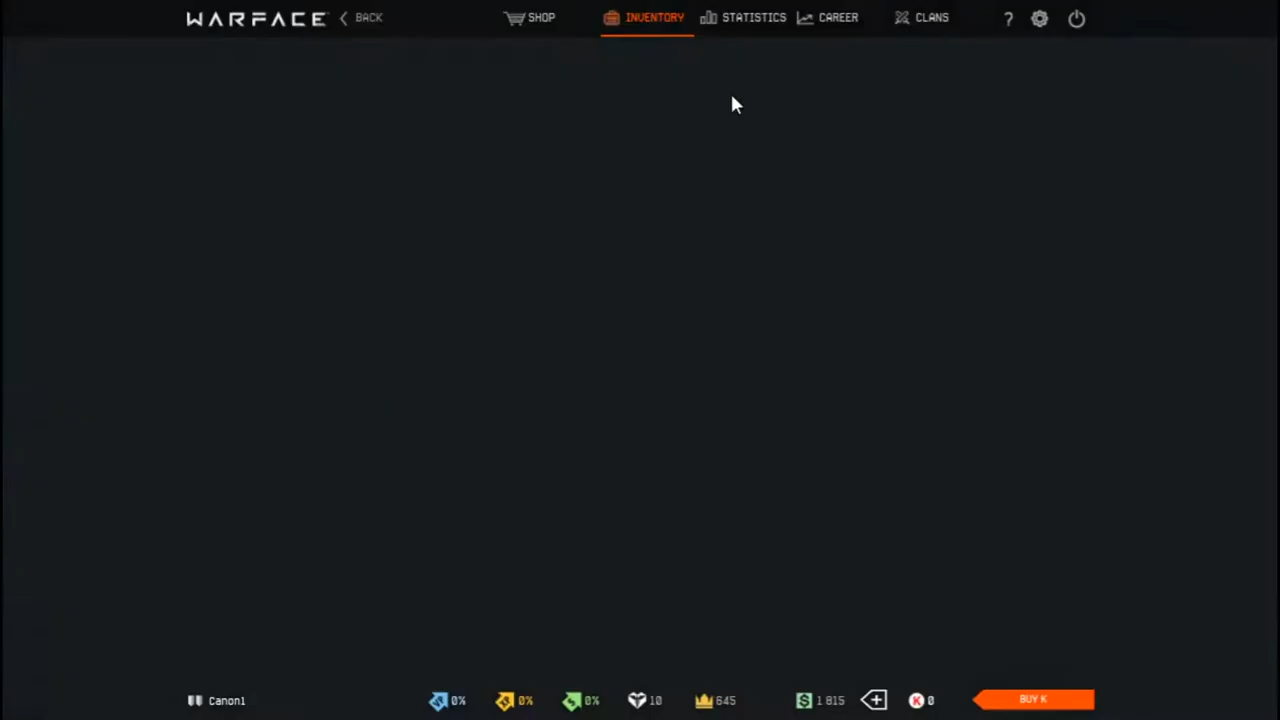 WARFACE BACK SHOP INVENTORY STATISTICS CAREER CLANS ?
Canon1 0% 0% 0% 10 645 1 815 K 0 BUY K